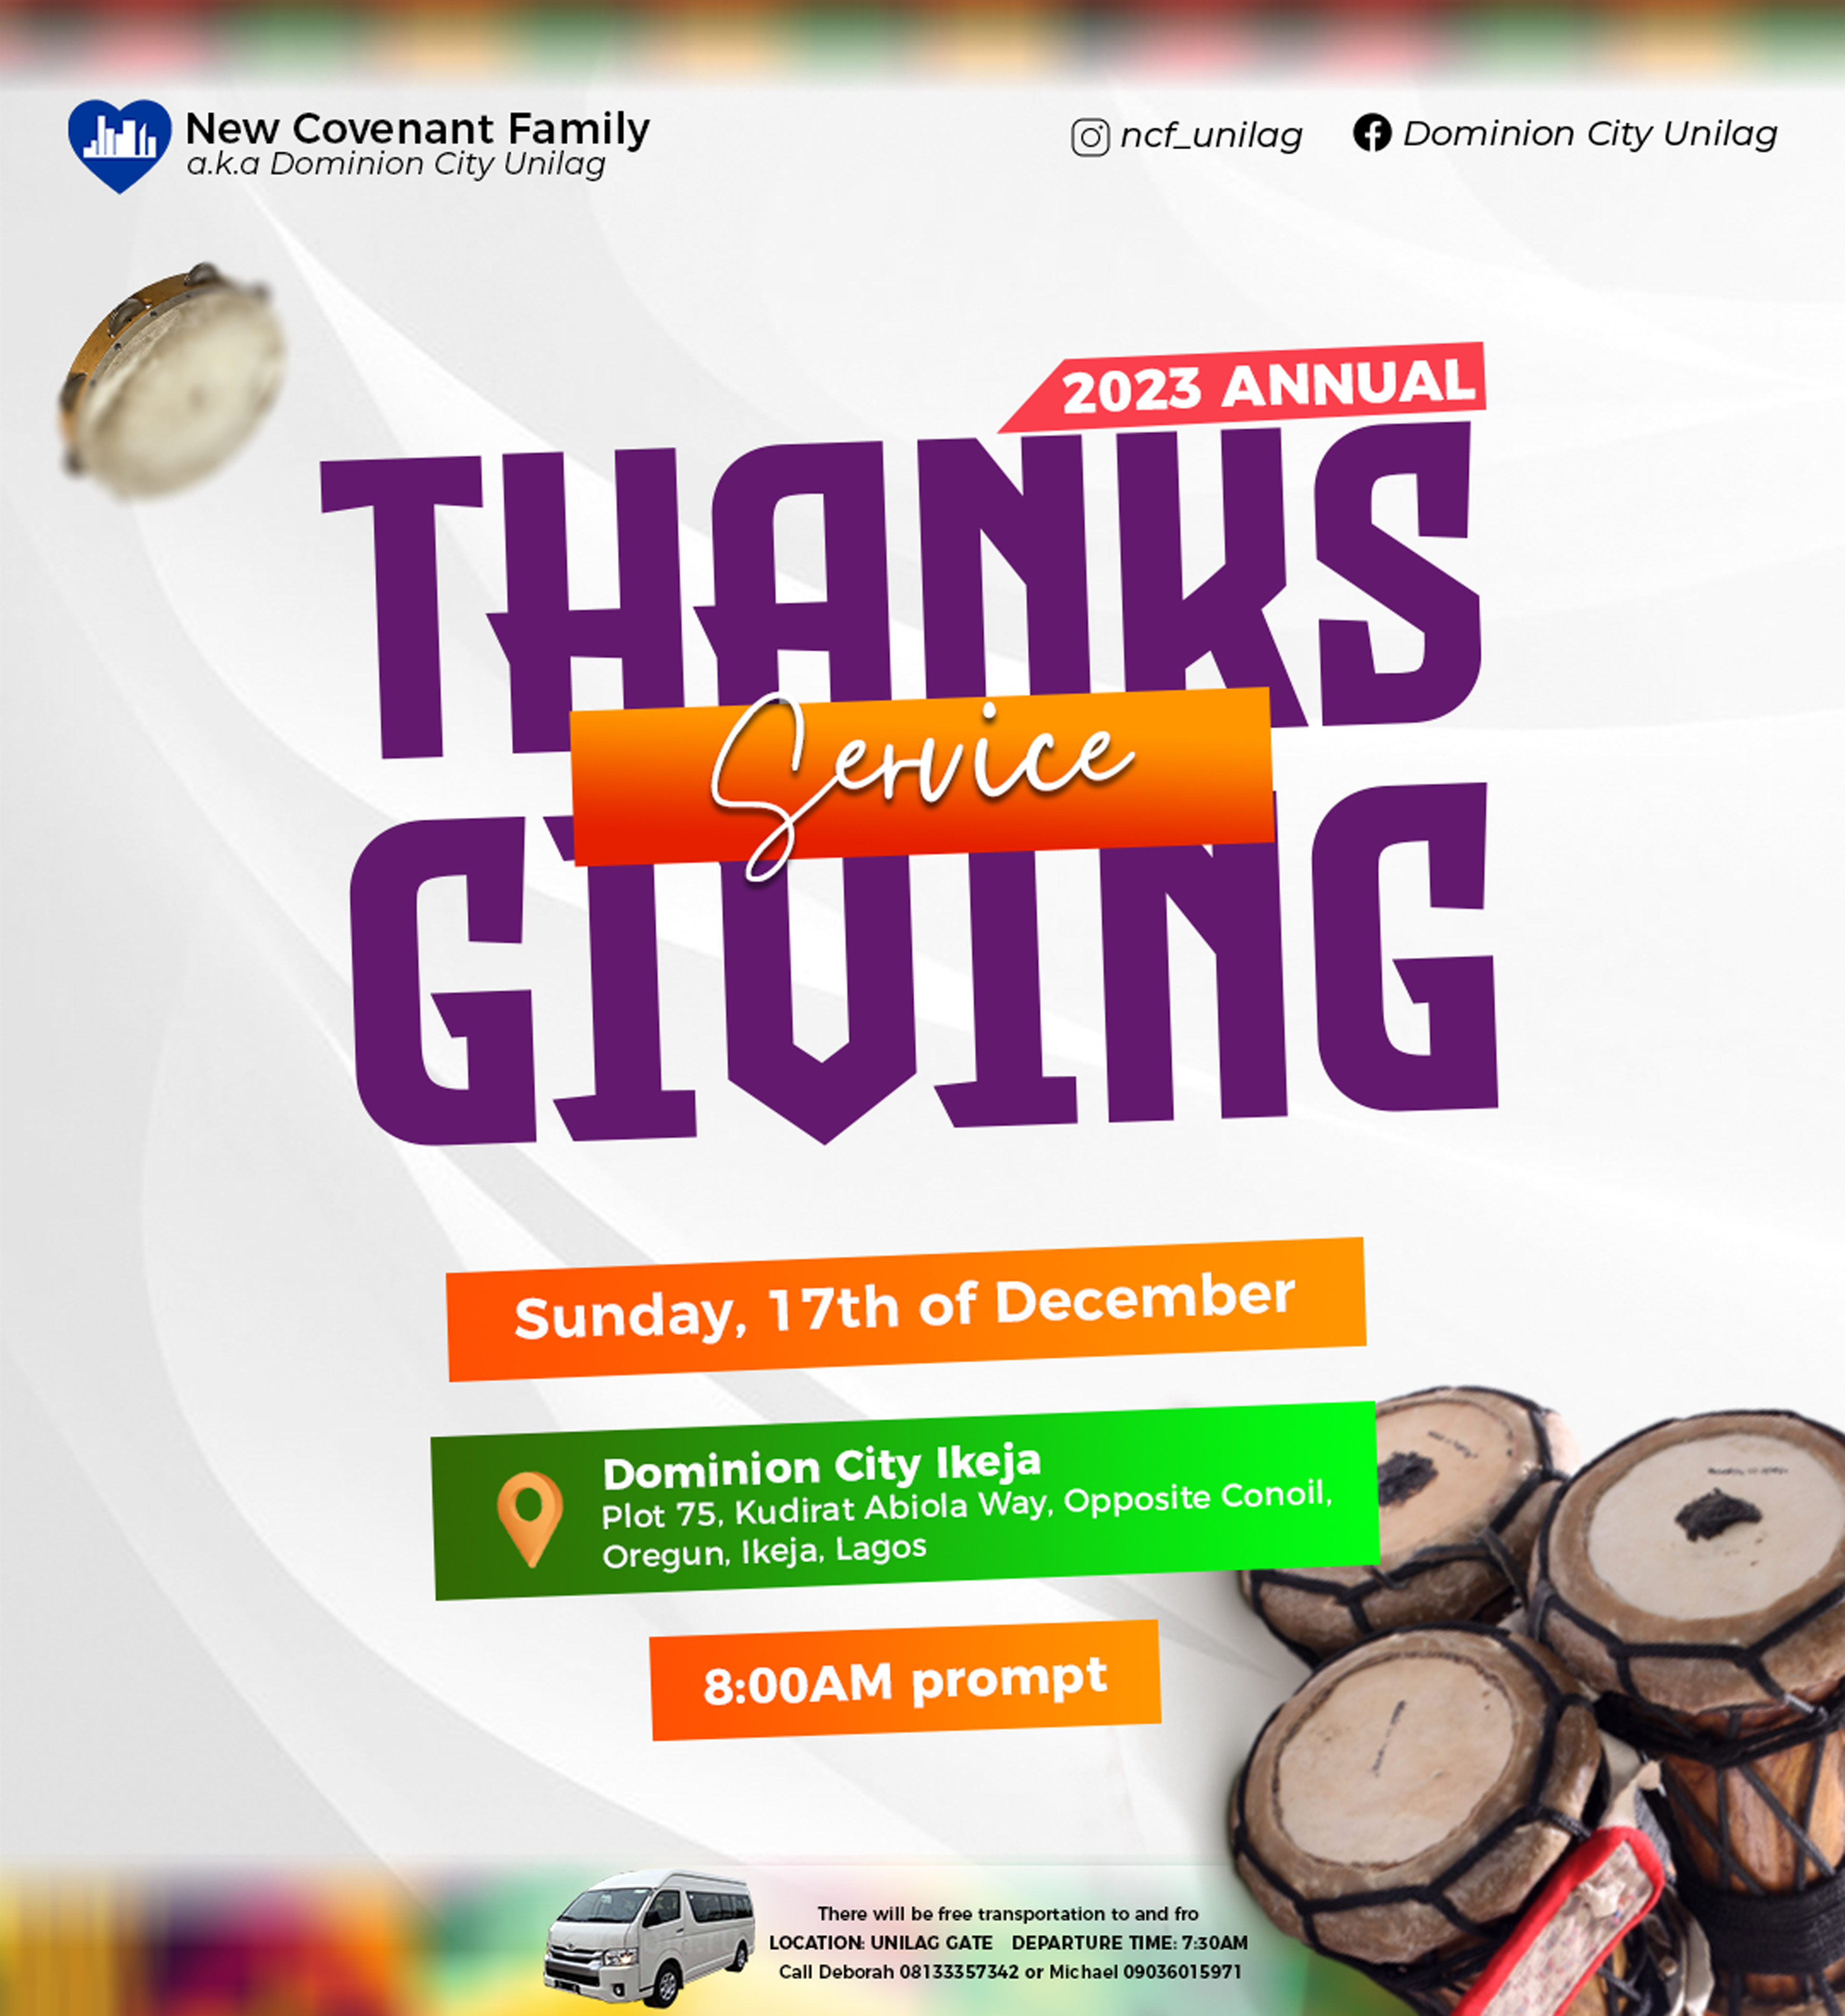 New Covenant Family
a.k.a Dominion City Unilag
ncf_unilag
Dominion City Unilag
2023 ANNUAL
THANKS
Service
GIVING
Sunday, 17th of December
Dominion City Ikeja
Plot 75, Kudirat Abiola Way, Opposite Conoil,
Oregun, Ikeja, Lagos
8:00AM prompt
There will be free transportation to and fro
LOCATION: UNILAG GATE DEPARTURE TIME: 7:30AM
Call Deborah 08133357342 or Michael 09036015971